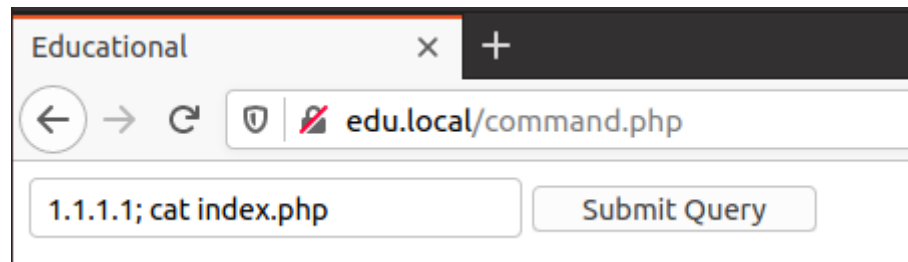 Educational
edu.local/command.php
1.1.1.1; cat index.php Submit Query